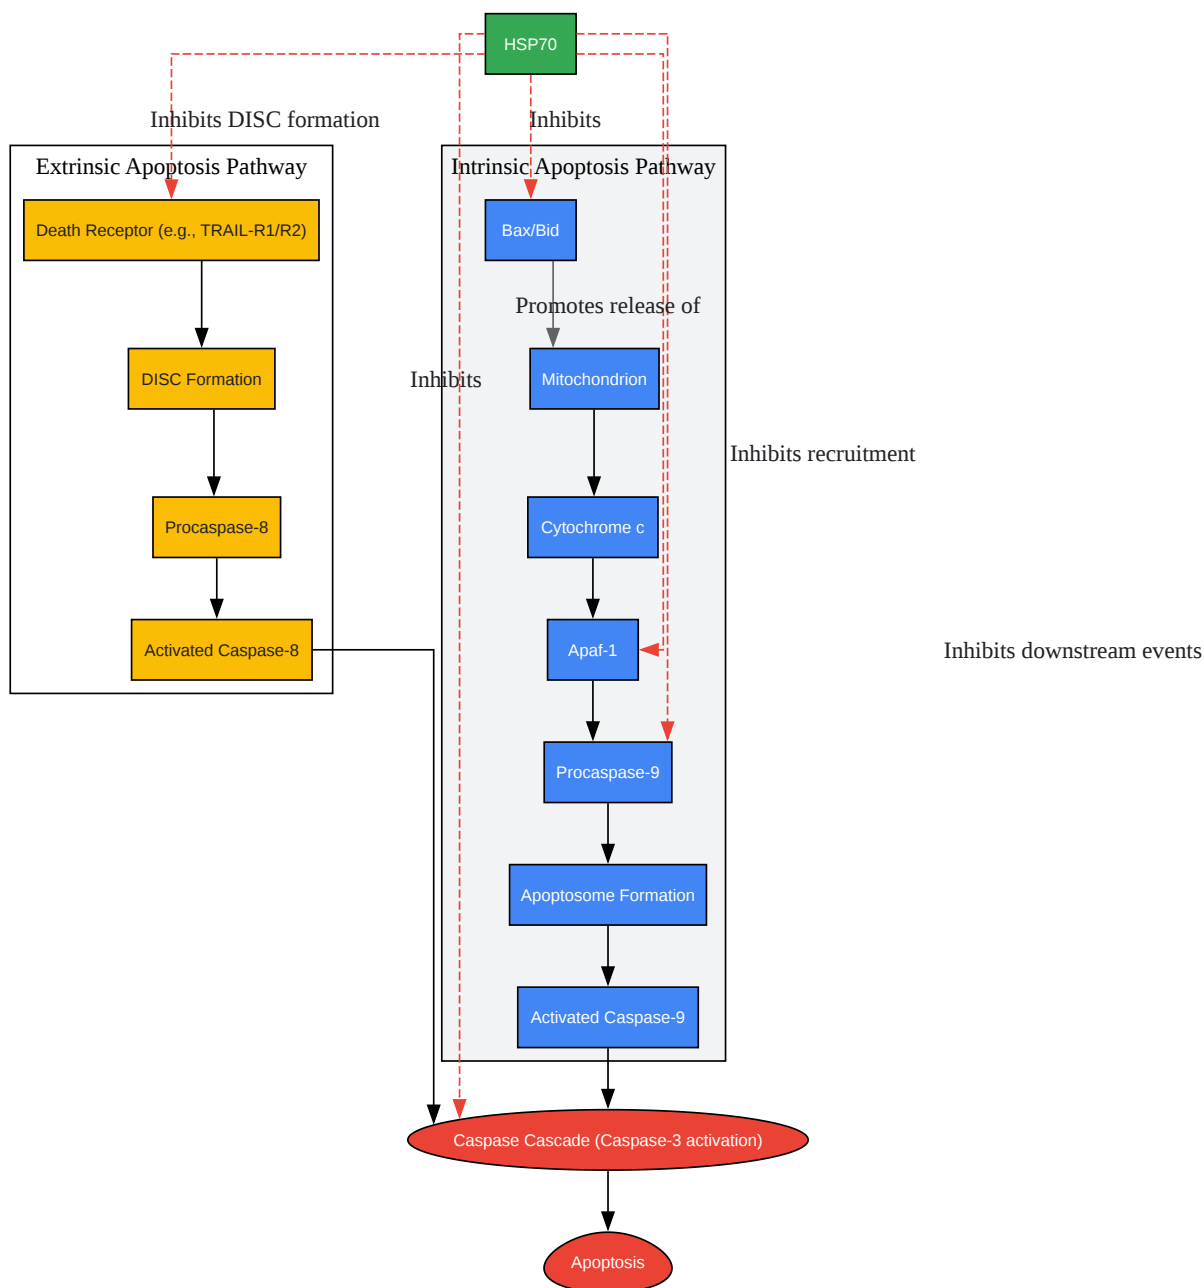 HSP70
Inhibits DISC formation
Inhibits
Extrinsic Apoptosis Pathway
Intrinsic Apoptosis Pathway
Death Receptor (e.g., TRAIL-R1/R2)
Bax/Bid
Promotes release of
DISC Formation
Inhibits
Mitochondrion
Inhibits recruitment
Procaspase-8
Cytochrome c
Activated Caspase-8
Apaf-1
Inhibits downstream events
Procaspase-9
Apoptosome Formation
Activated Caspase-9
Caspase Cascade (Caspase-3 activation)
Apoptosis